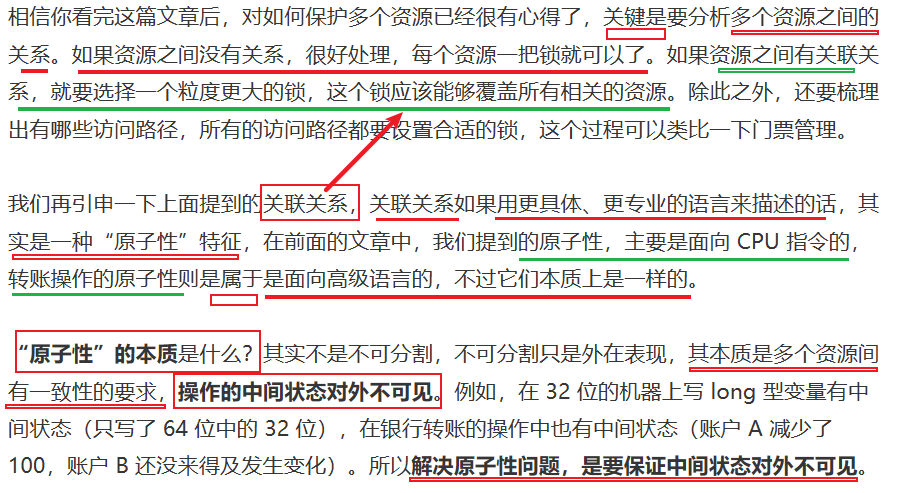 相信你看完这篇文章后，对如何保护多个资源已经很有心得了，关键是要分析多个资源之间的
关系。如果资源之间没有关系，很好处理，每个资源一把锁就可以了。如果资源之间有关联关
系，就要选择一个粒度更大的锁，这个锁应该能够覆盖所有相关的资源。除此之外，还要梳理
出有哪些访问路径，所有的访问路径都要设置合适的锁，这个过程可以类比一下门票管理。
我们再引申一下上面提到的关联关系，关联关系如果用更具体、更专业的语言来描述的话，其
实是一种“原子性”特征，在前面的文章中，我们提到的原子性，主要是面向 CPU 指令的，
转账操作的原子性则是属于是面向高级语言的，不过它们本质上是一样的。
“原子性”的本质是什么？其实不是不可分割，不可分割只是外在表现，其本质是多个资源间
有一致性的要求，操作的中间状态对外不可见。例如，在 32 位的机器上写 long 型变量有中
间状态（只写了 64 位中的 32 位），在银行转账的操作中也有中间状态（账户 A 减少了
100，账户 B 还没来得及发生变化）。所以解决原子性问题，是要保证中间状态对外不可见。